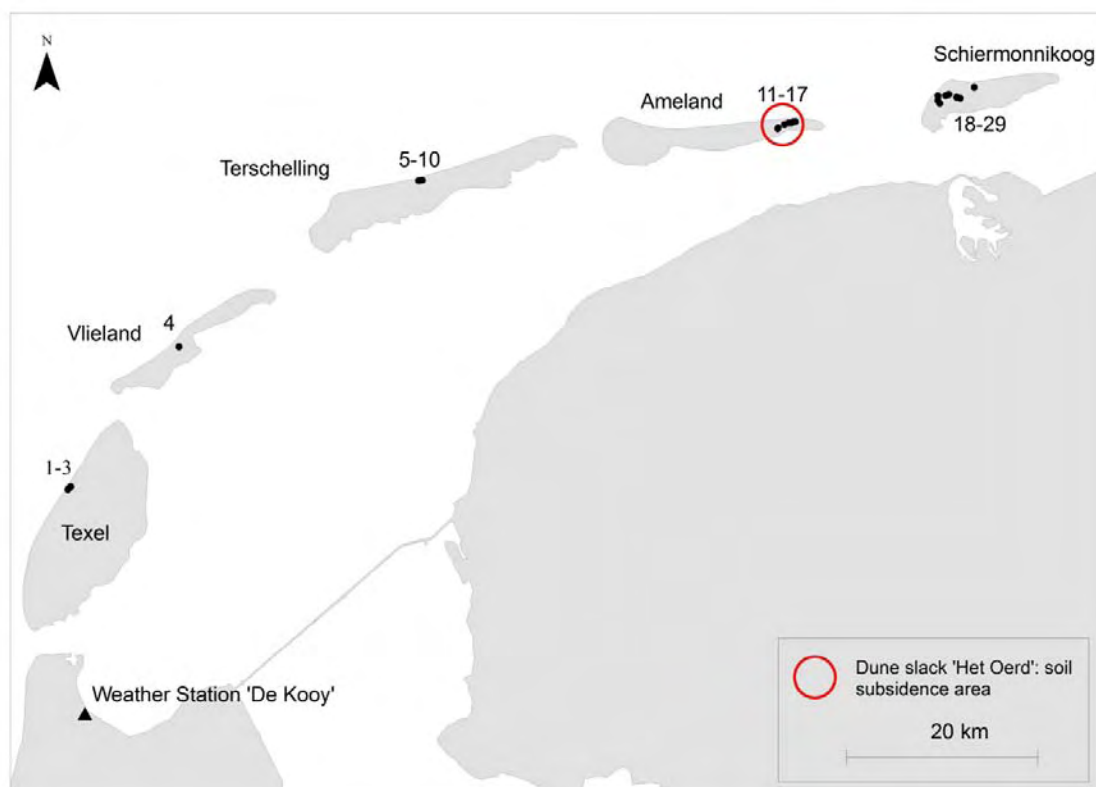 N
Schiermonnikoog
Ameland
11-17
18-29
Terschelling
5-10
Vlieland
4
1-3
Texel
Weather Station 'De Kooy'
Dune slack 'Het Oerd': soil
subsidence area
20 km